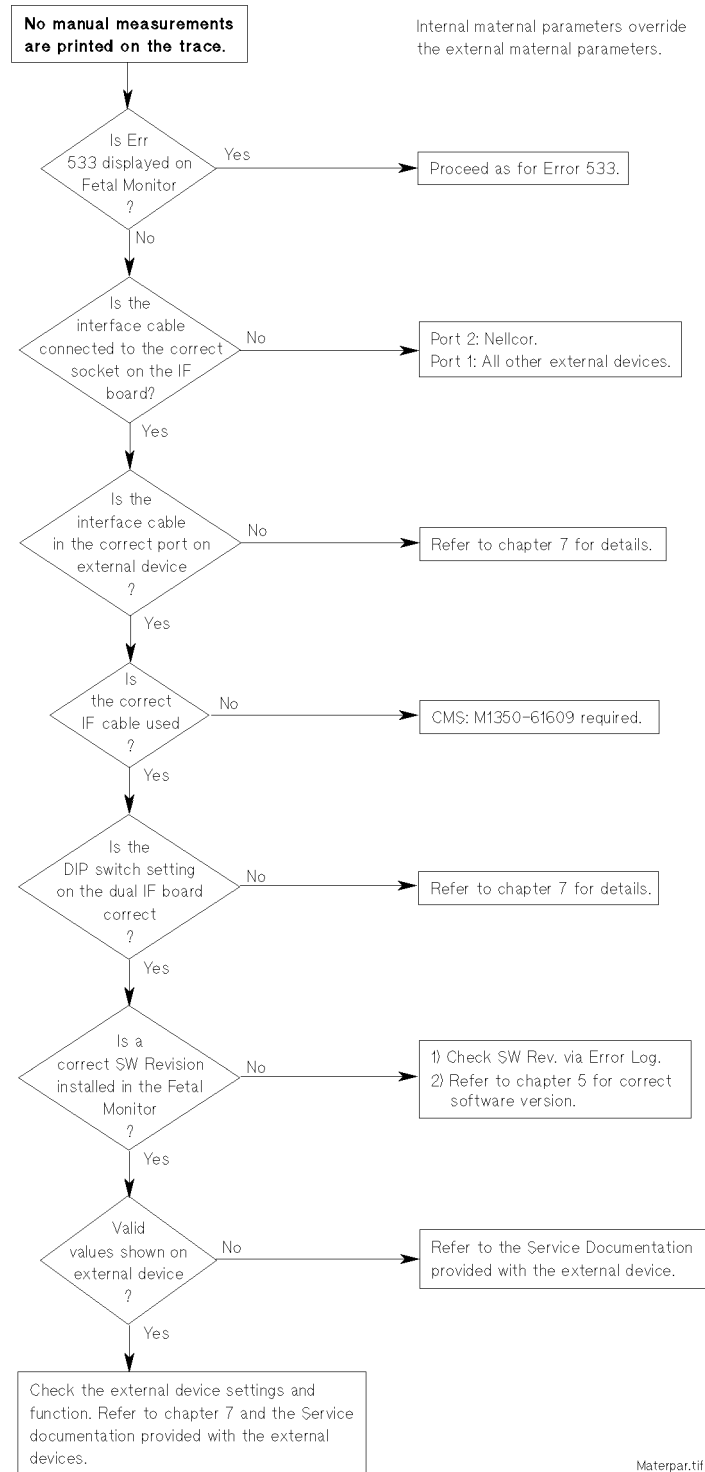 No manual measurements
are printed on the trace.
Internal maternal parameters override
the external maternal parameters.
Is Err
533 displayed on
Fetal Monitor
?
Yes
Proceed as for Error 533.
No
Is the
interface cable
connected to the correct
socket on the IF
board?
No
Port 2: Nellcor.
Port 1: All other external devices.
Yes
Is the
interface cable
in the correct port on
external device
?
No
Refer to chapter 7 for details.
Yes
Is
the correct
IF cable used
?
No
CMS: M1350-61609 required.
Yes
Is the
DIP switch setting
on the dual IF board
correct
?
No
Refer to chapter 7 for details.
Yes
Is a
correct SW Revision
installed in the Fetal
Monitor
?
No
1) Check SW Rev. via Error Log.
2) Refer to chapter 5 for correct
software version.
Yes
Valid
values shown on
external device
?
No
Refer to the Service Documentation
provided with the external device.
Yes
Check the external device settings and
function. Refer to chapter 7 and the Service
documentation provided with the external
devices.
Materpar.tif